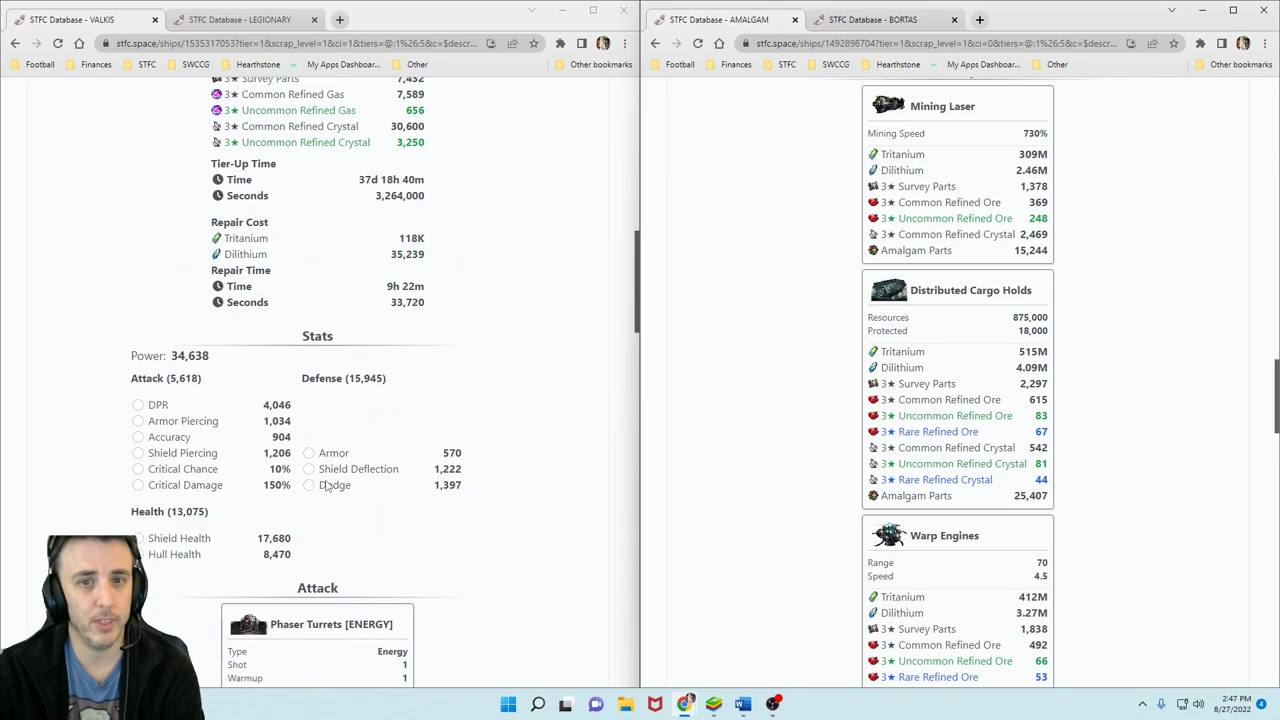 STFC Database - VALKIS
STFC Database - LEGIONARY
stfc.space/ships/1535317053?tier=1&scrap_level=1&ci=1&tiers=@:1%26:5&c=$descr...
Football
Finances
STFC
SWCCG
Hearthstone
My Apps Dashboar...
Other
Other bookmarks
3★ Survey Parts 7,432
3★ Common Refined Gas 7,589
3★ Uncommon Refined Gas 656
3★ Common Refined Crystal 30,600
3★ Uncommon Refined Crystal 3,250
Tier-Up Time
Time 37d 18h 40m
Seconds 3,264,000
Repair Cost
Tritanium 118K
Dilithium 35,239
Repair Time
Time 9h 22m
Seconds 33,720
Stats
Power: 34,638
Attack (5,618) Defense (15,945)
DPR 4,046
Armor Piercing 1,034
Accuracy 904
Shield Piercing 1,206 Armor 570
Critical Chance 10% Shield Deflection 1,222
Critical Damage 150% Dodge 1,397
Health (13,075)
Shield Health 17,680
Hull Health 8,470
Attack
Phaser Turrets [ENERGY]
Type Energy
Shot 1
Warmup 1
STFC Database - AMALGAM
STFC Database - BORTAS
stfc.space/ships/1492898704?tier=1&scrap_level=1&ci=0&tiers=@:1%26:5&c=$descr...
Football
Finances
STFC
SWCCG
Hearthstone
My Apps Dashboar...
Other
Other bookmarks
Mining Laser
Mining Speed 730%
Tritanium 309M
Dilithium 2.46M
3★ Survey Parts 1,378
3★ Common Refined Ore 369
3★ Uncommon Refined Ore 248
3★ Common Refined Crystal 2,469
Amalgam Parts 15,244
Distributed Cargo Holds
Resources 875,000
Protected 18,000
Tritanium 515M
Dilithium 4.09M
3★ Survey Parts 2,297
3★ Common Refined Ore 615
3★ Uncommon Refined Ore 83
3★ Rare Refined Ore 67
3★ Common Refined Crystal 542
3★ Uncommon Refined Crystal 81
3★ Rare Refined Crystal 44
Amalgam Parts 25,407
Warp Engines
Range 70
Speed 4.5
Tritanium 412M
Dilithium 3.27M
3★ Survey Parts 1,838
3★ Common Refined Ore 492
3★ Uncommon Refined Ore 66
3★ Rare Refined Ore 53
2:47 PM
8/27/2022